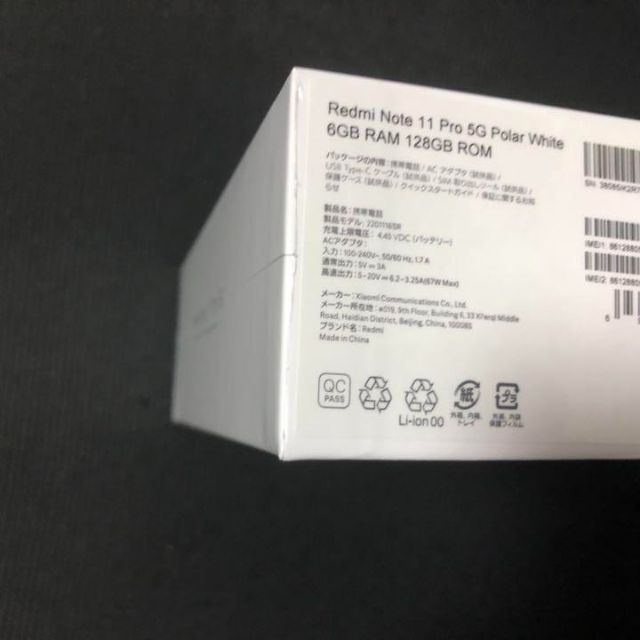 Redmi Note 11 Pro 5G Polar White
6GB RAM 128GB ROM
パッケージの内容：携帯電話 / AC アダプタ（試供品）/
USB Type-C ケーブル（試供品）/ SIM 取り出しツール（試供品）/
保護ケース（試供品）/ クイックスタートガイド / 保証に関するお知
らせ
製品名：携帯電話
製品モデル：2201116SR
充電上限電圧：4.45 VDC (バッテリー)
ACアダプタ：
入力：100-240V~ 50/60 Hz, 1.7 A
通常出力：5V ⎓ 3A
高速出力：5-20V ⎓ 6.2-3.25A(67W Max)
メーカー：Xiaomi Communications Co., Ltd.
メーカー所在地：#019, 9th Floor, Building 6, 33 Xi'erqi Middle
Road, Haidian District, Beijing, China, 100085
ブランド名：Redmi
Made in China
QC
PASS
Li-ion 00
紙
外箱、内箱、
トレイ
プラ
外装、内袋
保護フィルム
SN:
IMEI1:
IMEI2:
6